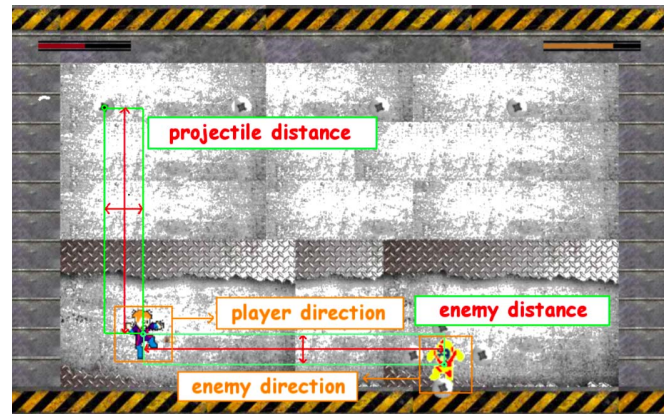 projectile distance
player direction
enemy distance
enemy direction